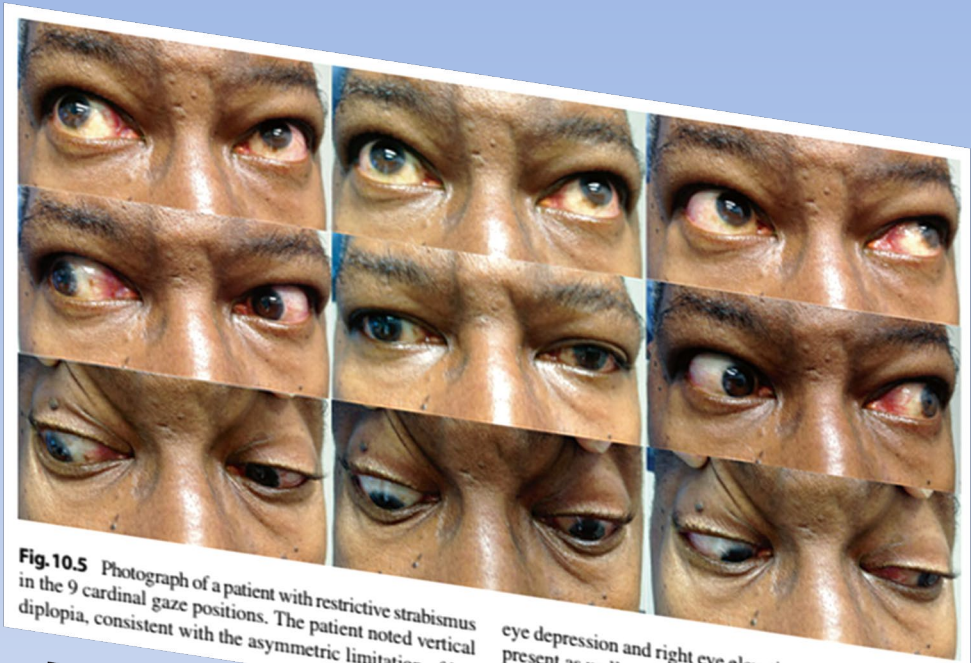 Fig.10.5 Photograph of a patient with restrictive strabismus
in the 9 cardinal gaze positions. The patient noted vertical
diplopia, consistent with the asymmetric limitation
eye depression and right eye
present as